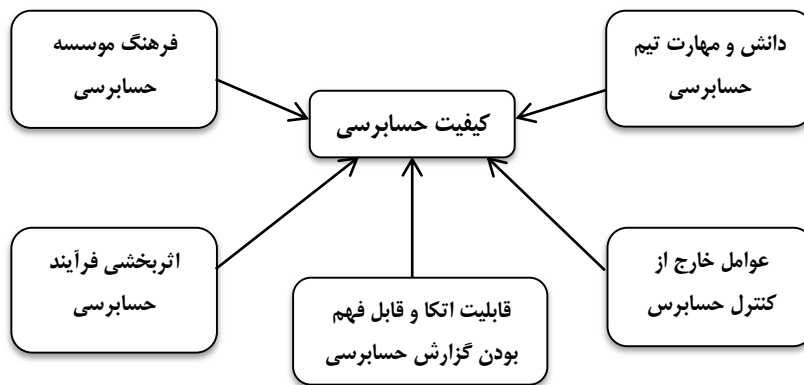 دانش و مهارت تیم
حسابرسی
فرهنگ موسسه
حسابرسی
کیفیت حسابرسی
عوامل خارج از
کنترل حسابرس
قابلیت اتکا و قابل فهم
بودن گزارش حسابرسی
اثربخشی فرآیند
حسابرسی